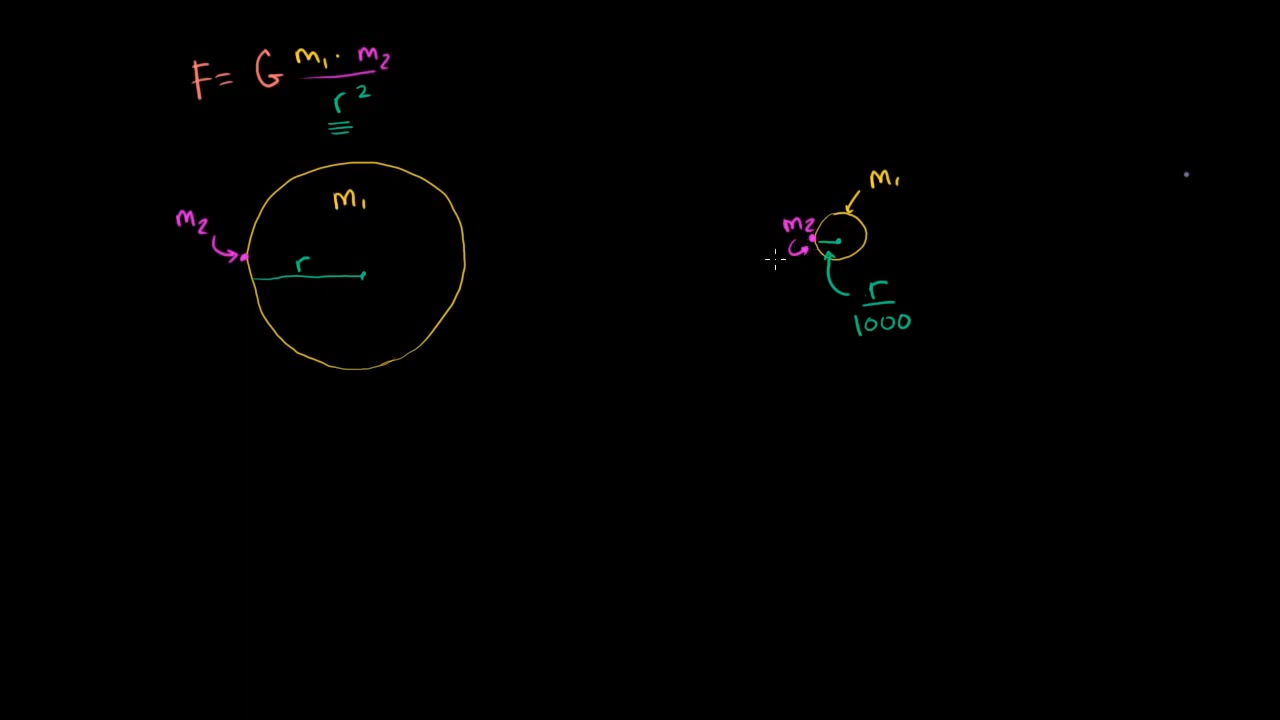 F = G m₁ · m₂
r²
m₁
m₂
r
m₁
m₂
r
1000